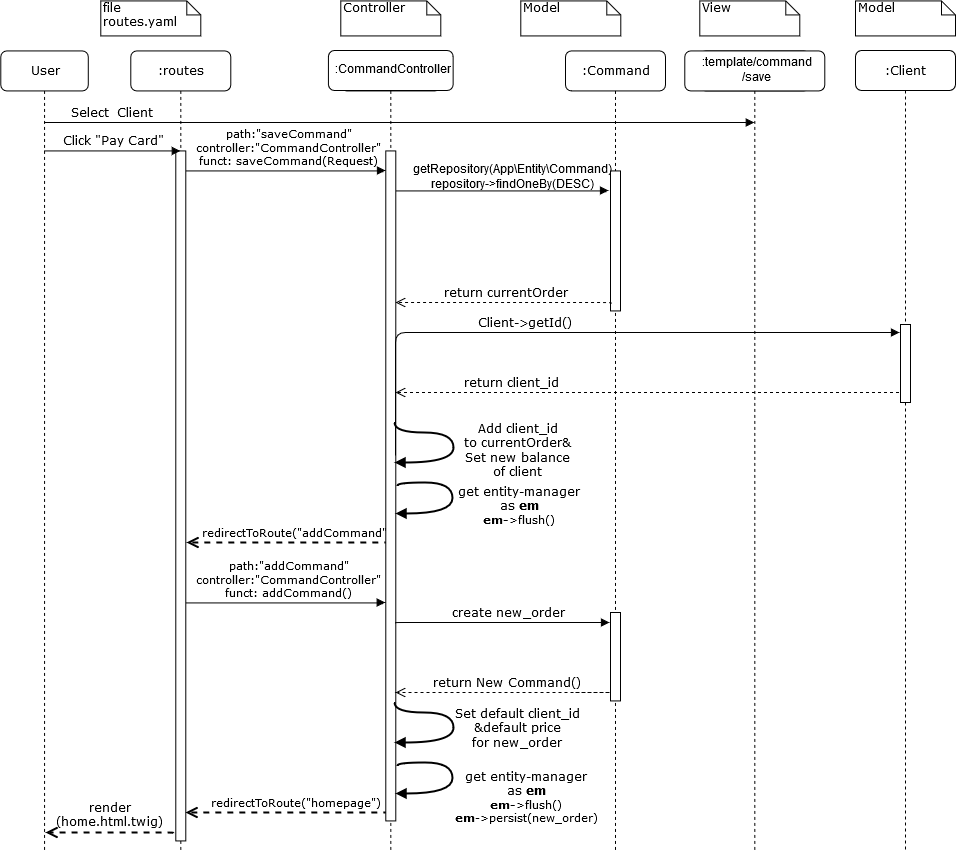 file
routes.yaml
Controller
Model
View
Model
User
:routes
:CommandController
:Command
:template/command
/save
:Client
Select Client
Click "Pay Card"
path:"saveCommand"
controller:"CommandController"
funct: saveCommand(Request)
getRepository(App\Entity\Command)
repository->findOneBy(DESC)
return currentOrder
Client->getId()
return client_id
Add client_id
to currentOrder&
Set new balance
of client
get entity-manager
as em
em->flush()
redirectToRoute("addCommand"
path:"addCommand"
controller:"CommandController"
funct: addCommand()
create new_order
return New Command()
Set default client_id
&default price
for new_order
get entity-manager
as em
em->flush()
em->persist(new_order)
redirectToRoute("homepage")
render
(home.html.twig)